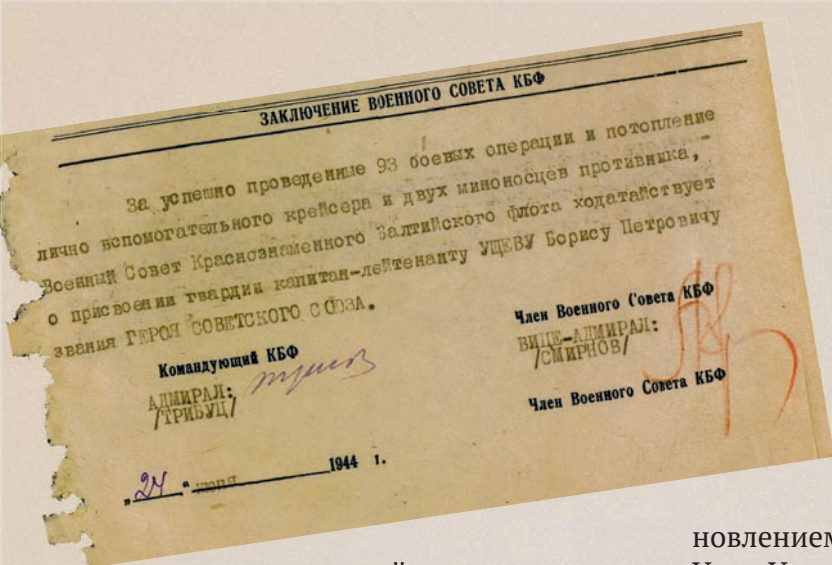 ЗАКЛЮЧЕНИЕ ВОЕННОГО СОВЕТА КБФ
За успешно проведенные 93 боевых операции и потопление
лично вспомогательного крейсера и двух миноносцев противника,
Военный Совет Краснознаменного Балтийского флота ходатайствует
о присвоении гвардии капитан-лейтенанту УЩЕВУ Борису Петровичу
звания ГЕРОЯ СОВЕТСКОГО СОЮЗА.
Командующий КБФ
АДМИРАЛ:
/ТРИБУЦ/
Член Военного Совета КБФ
ВИЦЕ-АДМИРАЛ:
/СМИРНОВ/
Член Военного Совета КБФ
"24" июня 1944 г.
новлением